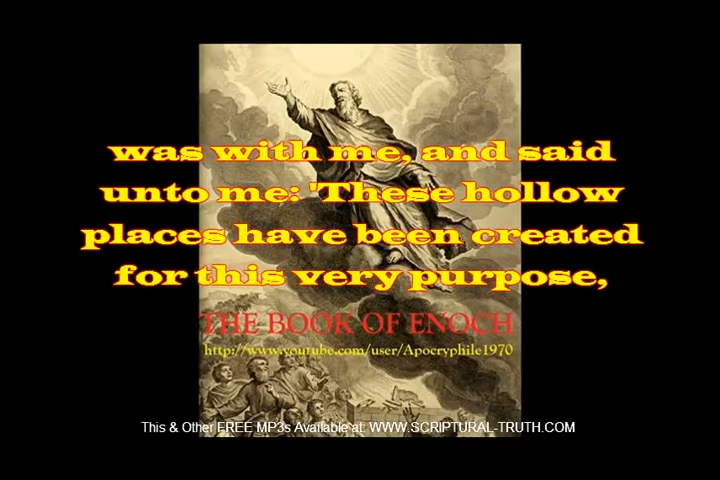 was with me, and said
unto me: 'These hollow
places have been created
for this very purpose,
THE BOOK OF ENOCH
http://www.youtube.com/user/Apocryphile1970
This & Other FREE MP3s Available at: WWW.SCRIPTURAL-TRUTH.COM